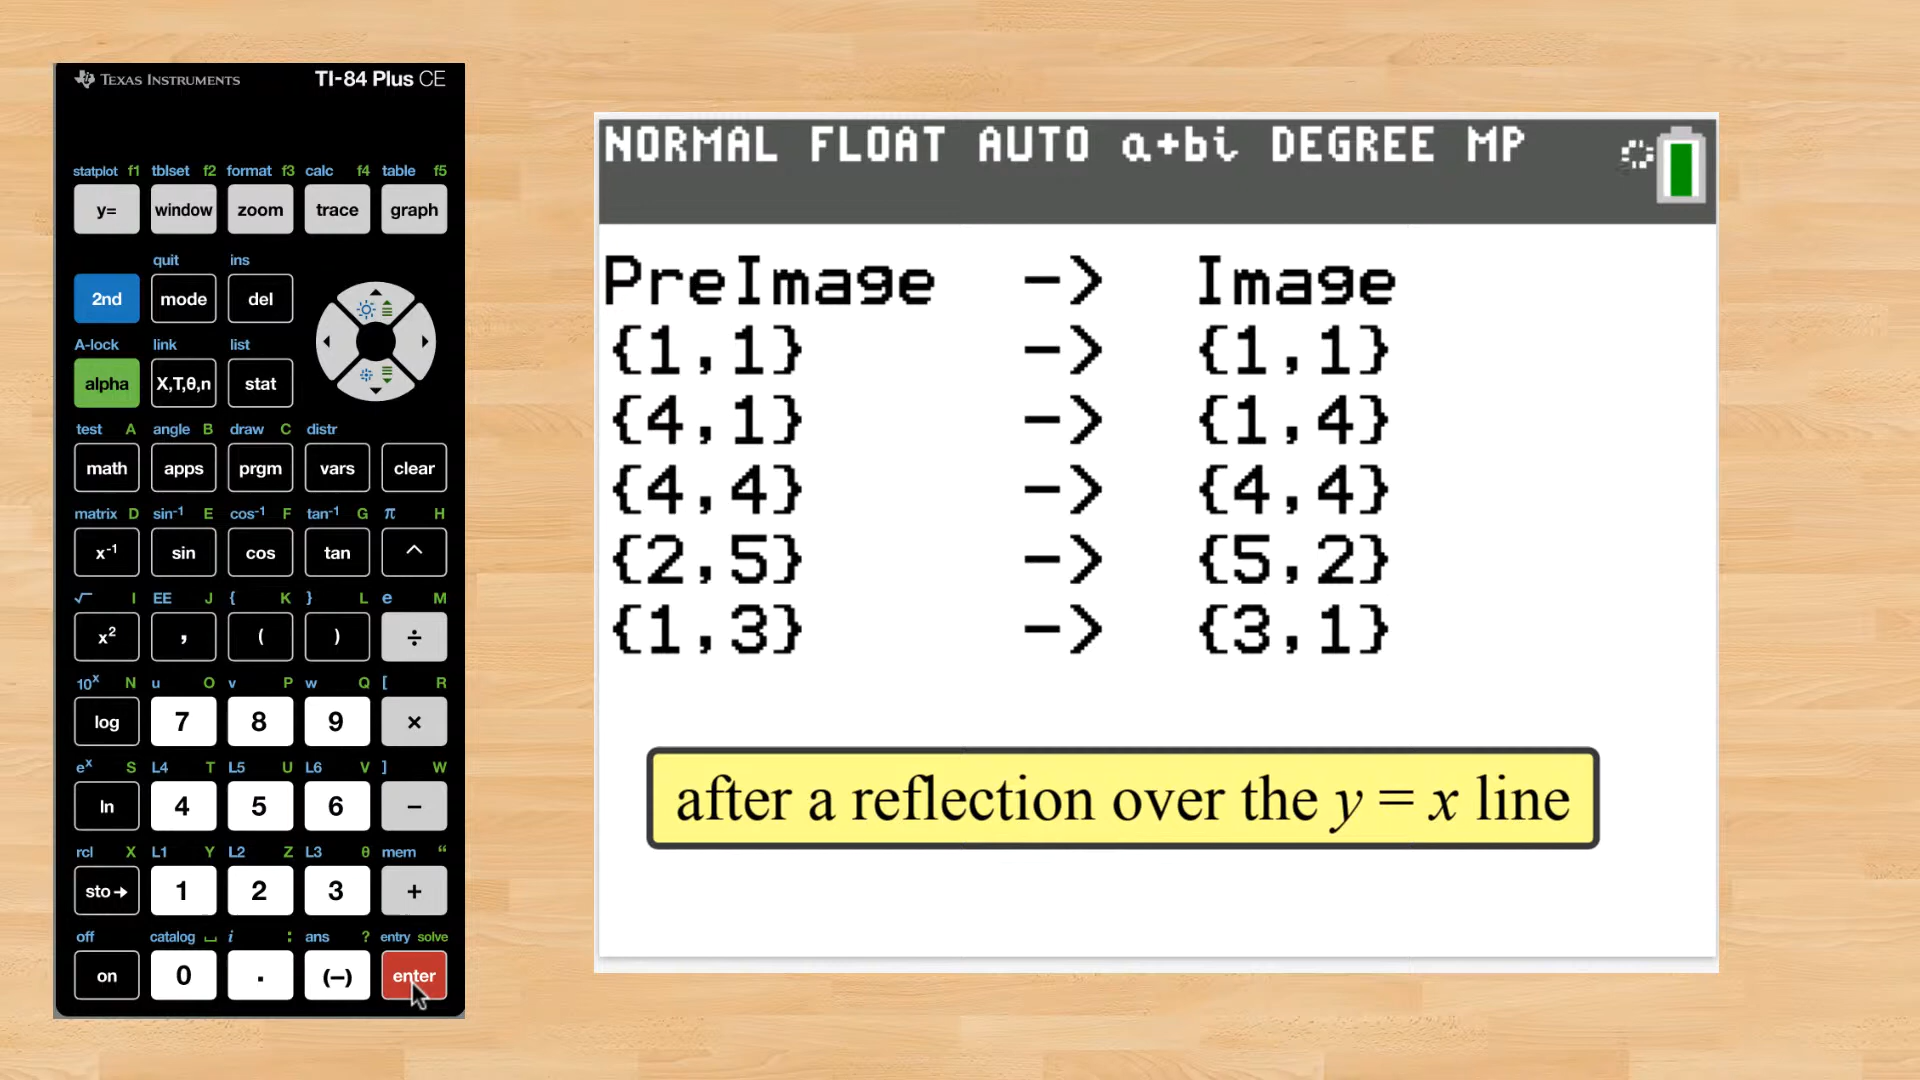 TEXAS INSTRUMENTS TI-84 Plus CE
statplot f1 tblset f2 format f3 calc f4 table f5
y= window zoom trace graph
quit ins
2nd mode del
A-lock link list
alpha X,T,θ,n stat
test A angle B draw C distr
math apps prgm vars clear
matrix D sin⁻¹ E cos⁻¹ F tan⁻¹ G π H
x⁻¹ sin cos tan ^
√ I EE J { K } L e M
x² , ( ) ÷
10ˣ N u O v P w Q [ R
log 7 8 9 ×
eˣ S L4 T L5 U L6 V ] W
ln 4 5 6 −
rcl X L1 Y L2 Z L3 θ mem “
sto→ 1 2 3 +
off catalog ⎵ i : ans ? entry solve
on 0 . (−) enter
NORMAL FLOAT AUTO a+bi DEGREE MP
PreImage -> Image
{1,1} -> {1,1}
{4,1} -> {1,4}
{4,4} -> {4,4}
{2,5} -> {5,2}
{1,3} -> {3,1}
after a reflection over the y = x line